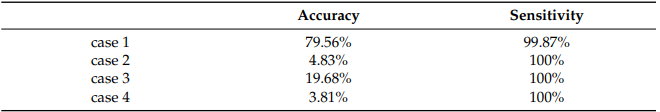 Accuracy Sensitivity
case 1 79.56% 99.87%
case 2 4.83% 100%
case 3 19.68% 100%
case 4 3.81% 100%